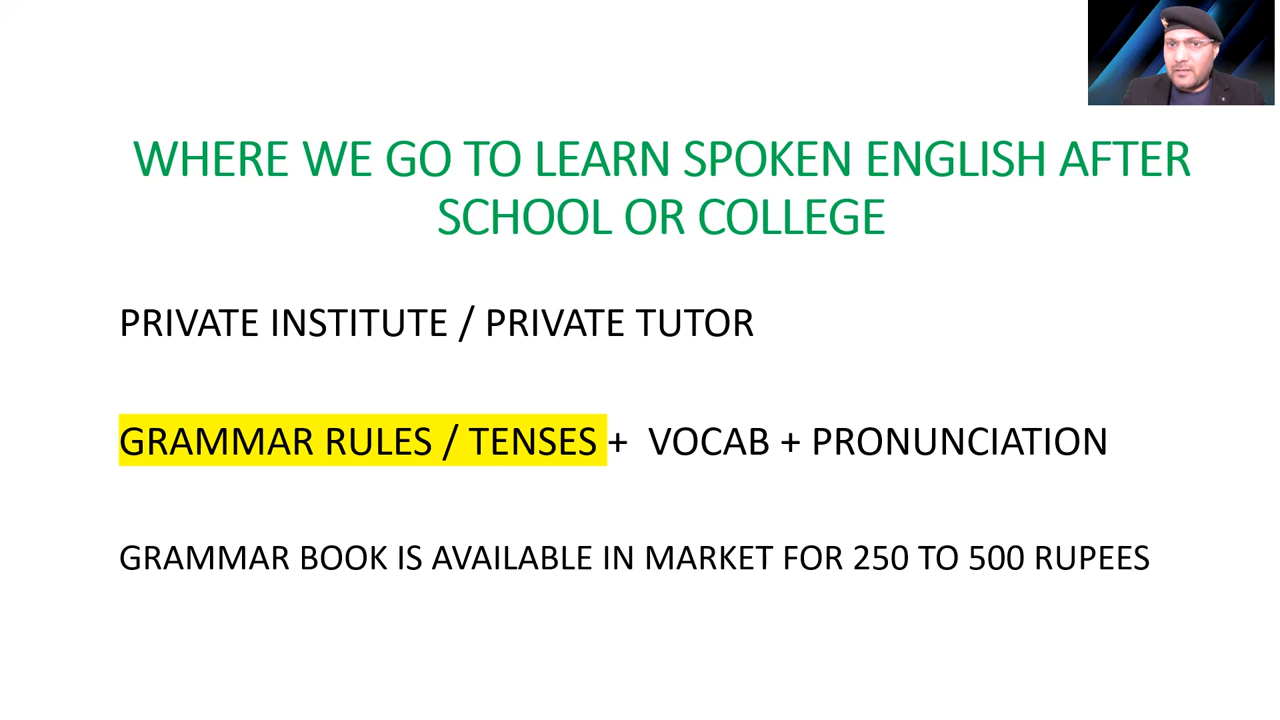 WHERE WE GO TO LEARN SPOKEN ENGLISH AFTER
SCHOOL OR COLLEGE
PRIVATE INSTITUTE / PRIVATE TUTOR
GRAMMAR RULES / TENSES + VOCAB + PRONUNCIATION
GRAMMAR BOOK IS AVAILABLE IN MARKET FOR 250 TO 500 RUPEES